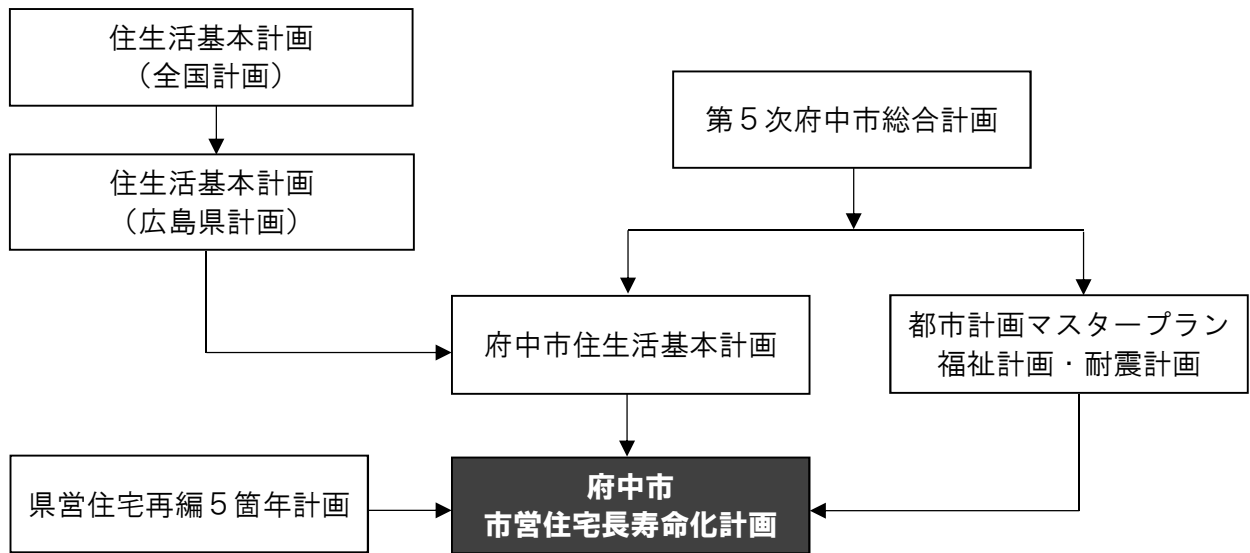 住生活基本計画
（全国計画）
第５次府中市総合計画
住生活基本計画
（広島県計画）
府中市住生活基本計画
都市計画マスタープラン
福祉計画・耐震計画
県営住宅再編５箇年計画
府中市
市営住宅長寿命化計画